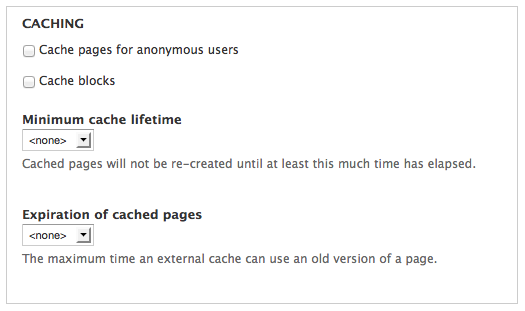 CACHING
Cache pages for anonymous users
Cache blocks
Minimum cache lifetime
<none>
Cached pages will not be re-created until at least this much time has elapsed.
Expiration of cached pages
<none>
The maximum time an external cache can use an old version of a page.